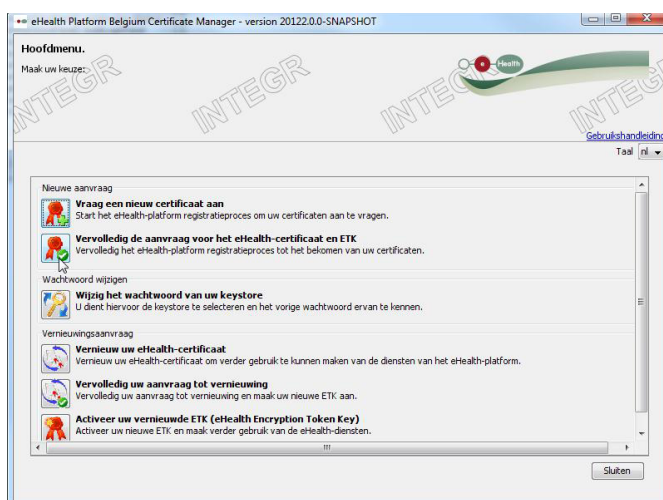 eHealth Platform Belgium Certificate Manager - version 20122.0.0-SNAPSHOT
Hoofdmenu.
Maak uw keuze:
e Health
INTEGR INTEGR INTEGR INTEGR
Gebruikshandleiding
Taal nl
Nieuwe aanvraag
Vraag een nieuw certificaat aan
Start het eHealth-platform registratieproces om uw certificaten aan te vragen.
Vervolledig de aanvraag voor het eHealth-certificaat en ETK
Vervolledig het eHealth-platform registratieproces tot het bekomen van uw certificaten.
Wachtwoord wijzigen
Wijzig het wachtwoord van uw keystore
U dient hiervoor de keystore te selecteren en het vorige wachtwoord ervan te kennen.
Vernieuwingsaanvraag
Vernieuw uw eHealth-certificaat
Vernieuw uw eHealth-certificaat om verder gebruik te kunnen maken van de diensten van het eHealth-platform.
Vervolledig uw aanvraag tot vernieuwing
Vervolledig uw aanvraag tot vernieuwing en maak uw nieuwe ETK aan.
Activeer uw vernieuwde ETK (eHealth Encryption Token Key)
Activeer uw nieuwe ETK en maak verder gebruik van de eHealth-diensten.
Sluiten